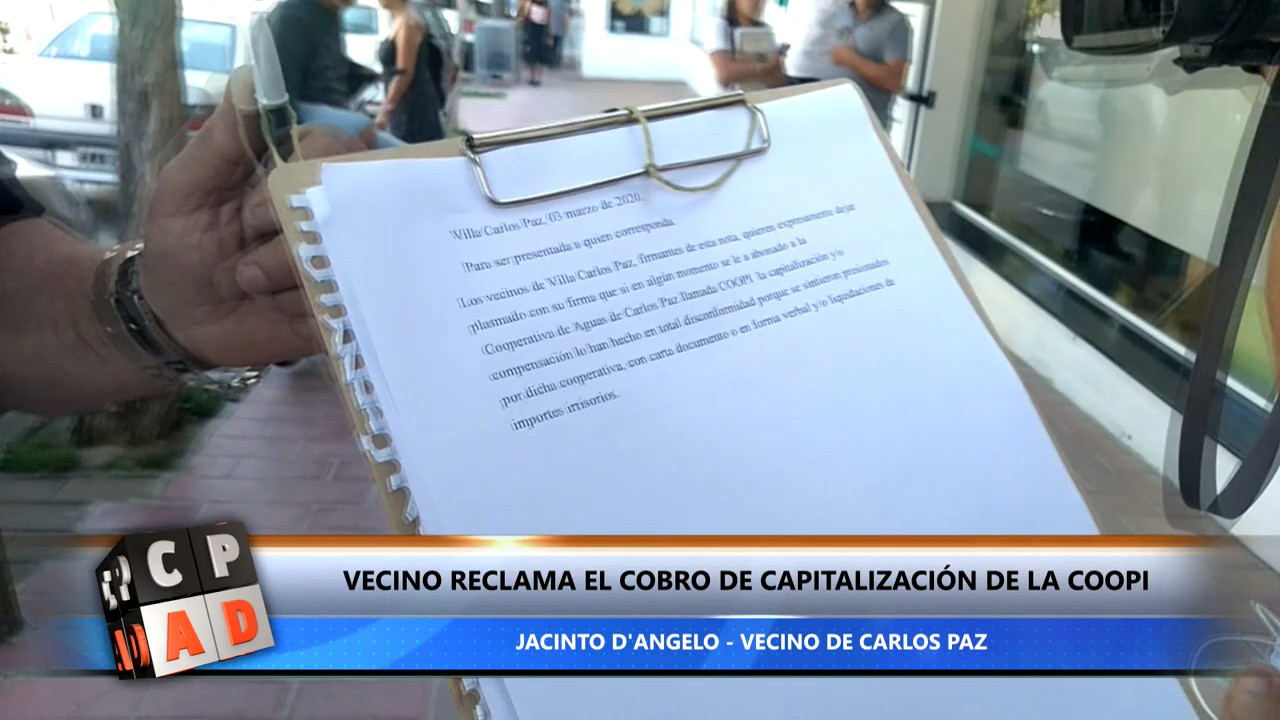 Villa Carlos Paz, 03 marzo de 2020.
Para ser presentada a quien corresponda.
Los vecinos de Villa Carlos Paz, firmantes de esta nota, quieren expresamente dejar
plasmado con su firma que si en algún momento se le a abonado a la
Cooperativa de Aguas de Carlos Paz llamada COOPI la capitalización y/o
compensación lo han hecho en total disconformidad porque se sintieron presionados
por dicha cooperativa, con carta documento o en forma verbal y/o liquidaciones de
importes irrisorios.
CP
AD
VECINO RECLAMA EL COBRO DE CAPITALIZACIÓN DE LA COOPI
JACINTO D'ANGELO - VECINO DE CARLOS PAZ